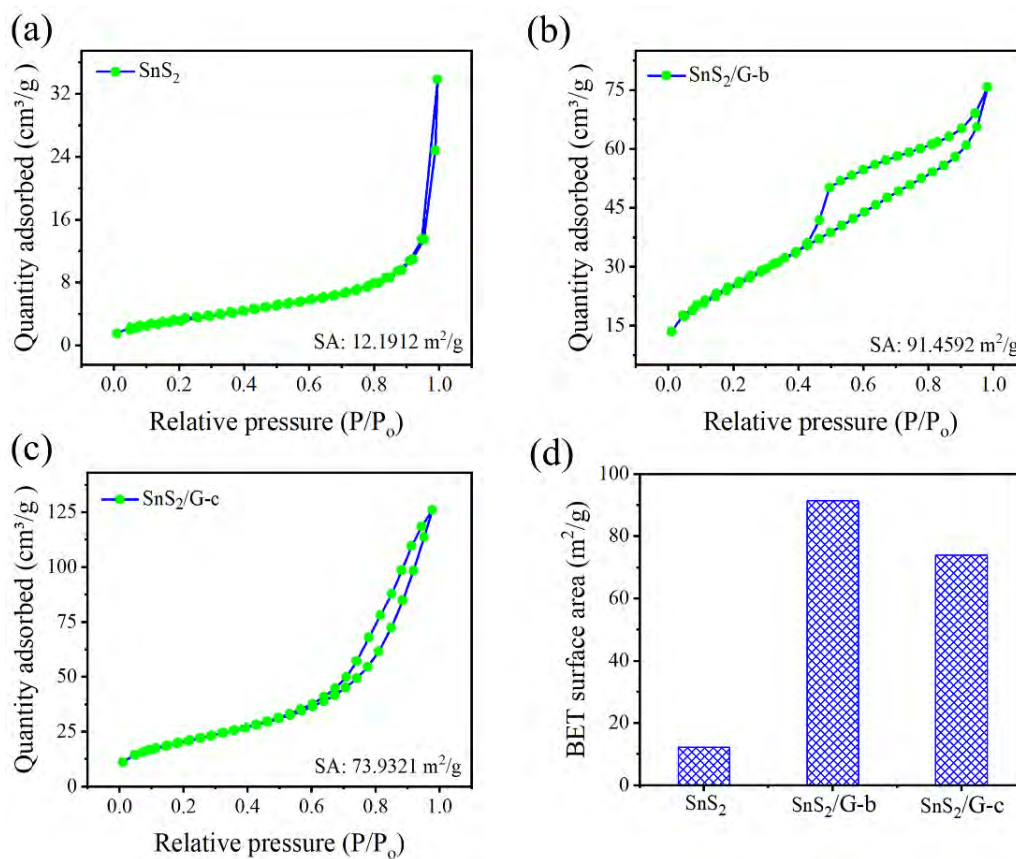 (a)
SnS₂
Quantity adsorbed (cm³/g )
32
24
16
8
0
SA: 12.1912 m²/g
0.0 0.2 0.4 0.6 0.8 1.0
Relative pressure (P/Pₒ)
(b)
SnS₂/G-b
Quantity adsorbed (cm³/g )
75
60
45
30
15
SA: 91.4592 m²/g
0.0 0.2 0.4 0.6 0.8 1.0
Relative pressure (P/Pₒ)
(c)
SnS₂/G-c
Quantity adsorbed (cm³/g )
125
100
75
50
25
0
SA: 73.9321 m²/g
0.0 0.2 0.4 0.6 0.8 1.0
Relative pressure (P/Pₒ)
(d)
BET surface area (m²/g)
100
80
60
40
20
0
SnS₂ SnS₂/G-b SnS₂/G-c